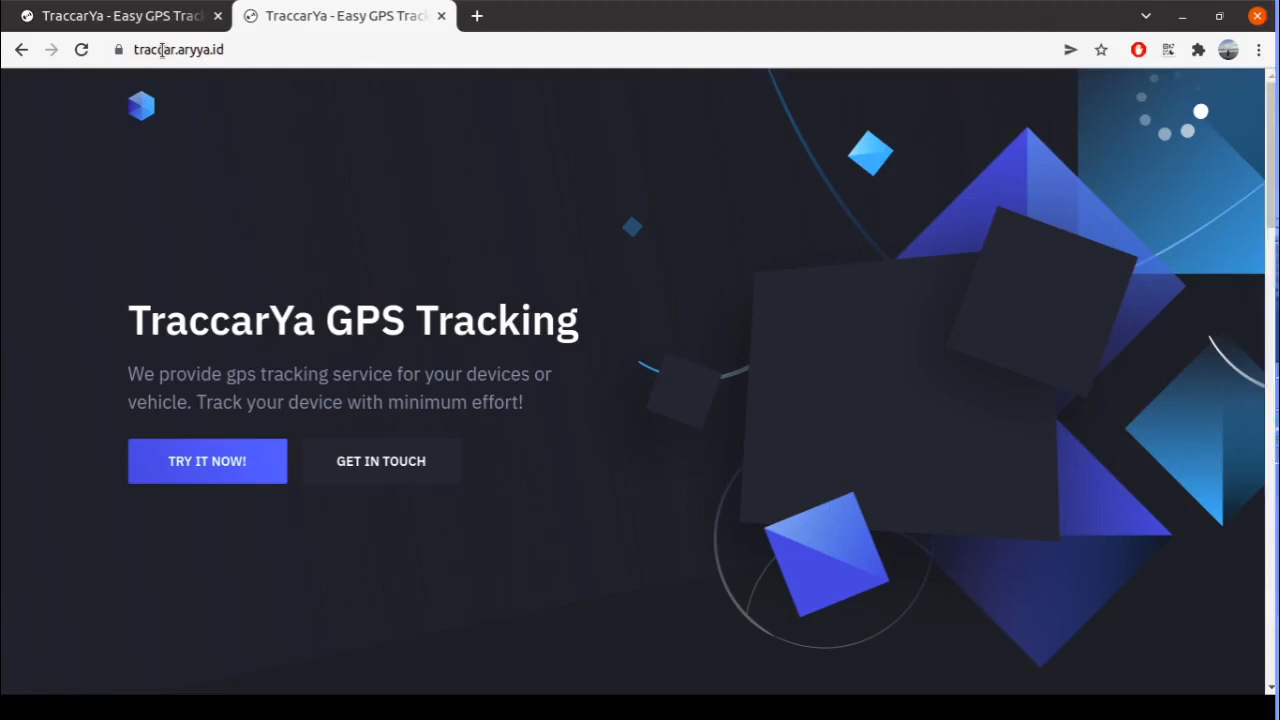 TraccarYa - Easy GPS Trac
TraccarYa - Easy GPS Track
traccar.aryya.id
TraccarYa GPS Tracking
We provide gps tracking service for your devices or
vehicle. Track your device with minimum effort!
TRY IT NOW!
GET IN TOUCH